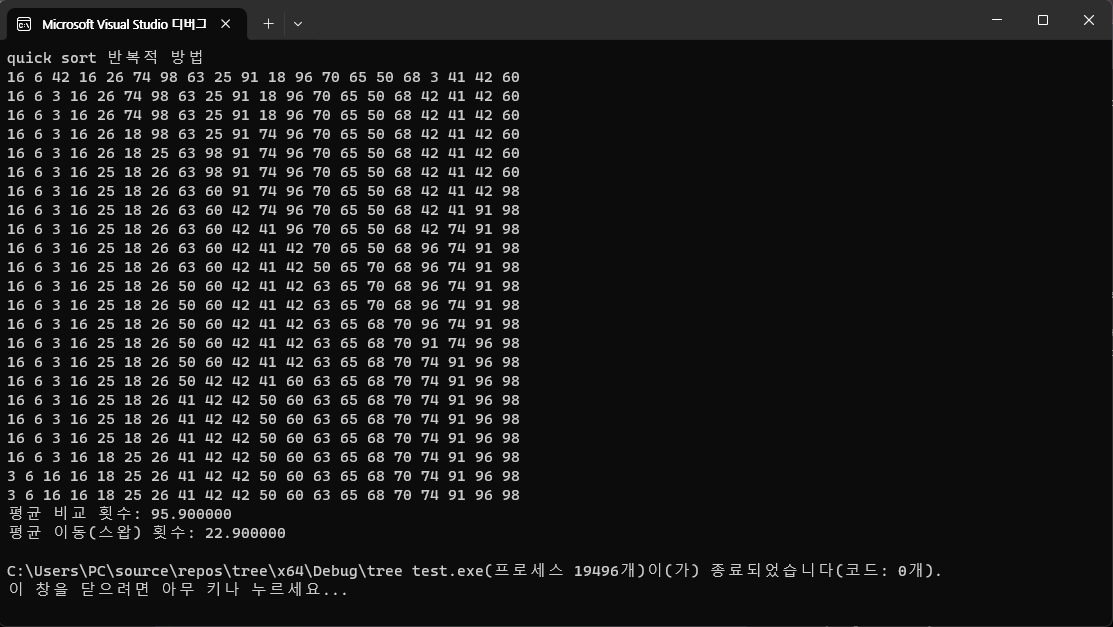 Microsoft Visual Studio 디버그
quick sort 반복적 방법
16 6 42 16 26 74 98 63 25 91 18 96 70 65 50 68 3 41 42 60
16 6 3 16 26 74 98 63 25 91 18 96 70 65 50 68 42 41 42 60
16 6 3 16 26 74 98 63 25 91 18 96 70 65 50 68 42 41 42 60
16 6 3 16 26 18 98 63 25 91 74 96 70 65 50 68 42 41 42 60
16 6 3 16 26 18 25 63 98 91 74 96 70 65 50 68 42 41 42 60
16 6 3 16 25 18 26 63 98 91 74 96 70 65 50 68 42 41 42 60
16 6 3 16 25 18 26 63 60 91 74 96 70 65 50 68 42 41 42 98
16 6 3 16 25 18 26 63 60 42 74 96 70 65 50 68 42 41 91 98
16 6 3 16 25 18 26 63 60 42 41 96 70 65 50 68 42 74 91 98
16 6 3 16 25 18 26 63 60 42 41 42 70 65 50 68 96 74 91 98
16 6 3 16 25 18 26 63 60 42 41 42 50 65 70 68 96 74 91 98
16 6 3 16 25 18 26 50 60 42 41 42 63 65 70 68 96 74 91 98
16 6 3 16 25 18 26 50 60 42 41 42 63 65 70 68 96 74 91 98
16 6 3 16 25 18 26 50 60 42 41 42 63 65 68 70 96 74 91 98
16 6 3 16 25 18 26 50 60 42 41 42 63 65 68 70 91 74 96 98
16 6 3 16 25 18 26 50 60 42 41 42 63 65 68 70 74 91 96 98
16 6 3 16 25 18 26 50 42 42 41 60 63 65 68 70 74 91 96 98
16 6 3 16 25 18 26 41 42 42 50 60 63 65 68 70 74 91 96 98
16 6 3 16 25 18 26 41 42 42 50 60 63 65 68 70 74 91 96 98
16 6 3 16 25 18 26 41 42 42 50 60 63 65 68 70 74 91 96 98
16 6 3 16 18 25 26 41 42 42 50 60 63 65 68 70 74 91 96 98
3 6 16 16 18 25 26 41 42 42 50 60 63 65 68 70 74 91 96 98
3 6 16 16 18 25 26 41 42 42 50 60 63 65 68 70 74 91 96 98
평균 비교 횟수: 95.900000
평균 이동(스왑) 횟수: 22.900000
C:\Users\PC\source\repos\tree\x64\Debug\tree test.exe(프로세스 19496개)이(가) 종료되었습니다(코드: 0개).
이 창을 닫으려면 아무 키나 누르세요...